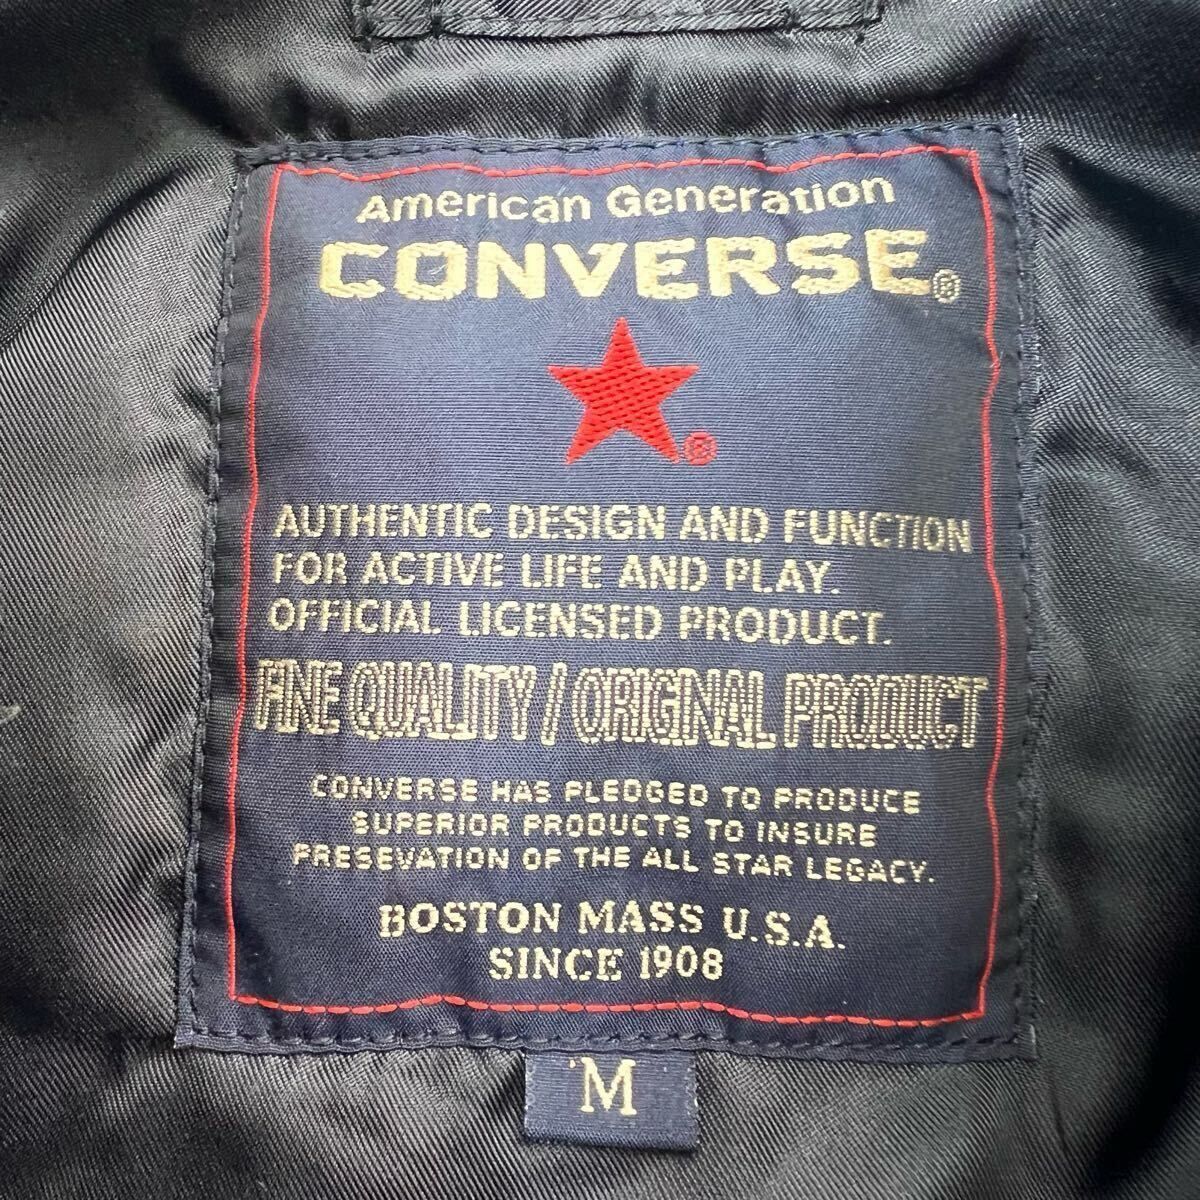 American Generation
CONVERSE®
®
AUTHENTIC DESIGN AND FUNCTION
FOR ACTIVE LIFE AND PLAY.
OFFICIAL LICENSED PRODUCT.
FINE QUALITY / ORIGINAL PRODUCT
CONVERSE HAS PLEDGED TO PRODUCE
SUPERIOR PRODUCTS TO INSURE
PRESEVATION OF THE ALL STAR LEGACY.
BOSTON MASS U.S.A.
SINCE 1908
M